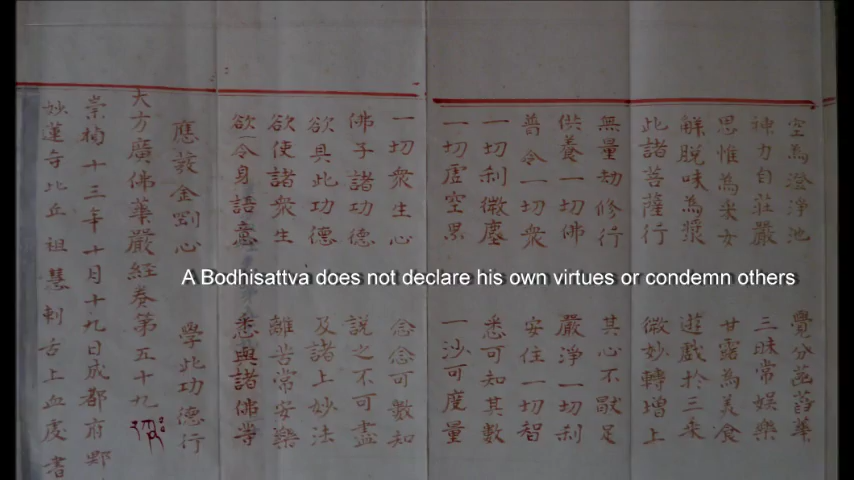 空為澄淨池 覺分菡萏華
神力自莊嚴 三昧常娛樂
思惟為采女 甘露為美食
解脫味為漿 遊戲於三乘
此諸菩薩行 微妙轉增上
無量劫修行 其心不猒足
供養一切佛 嚴淨一切刹
普令一切衆 安住一切智
一切刹微塵 悉可知其數
一切虛空界 一沙可度量
一切衆生心 念念可數知
佛子諸功德 說之不可盡
欲具此功德 及諸上妙法
欲使諸衆生 離苦常安樂
欲令身語意 悉與諸佛等
應發金剛心 學此功德行
大方廣佛華嚴經卷第五十九
崇禎十三年十月十九日成都府郫
妙蓮寺比丘祖慧刺舌上血虔書
A Bodhisattva does not declare his own virtues or condemn others